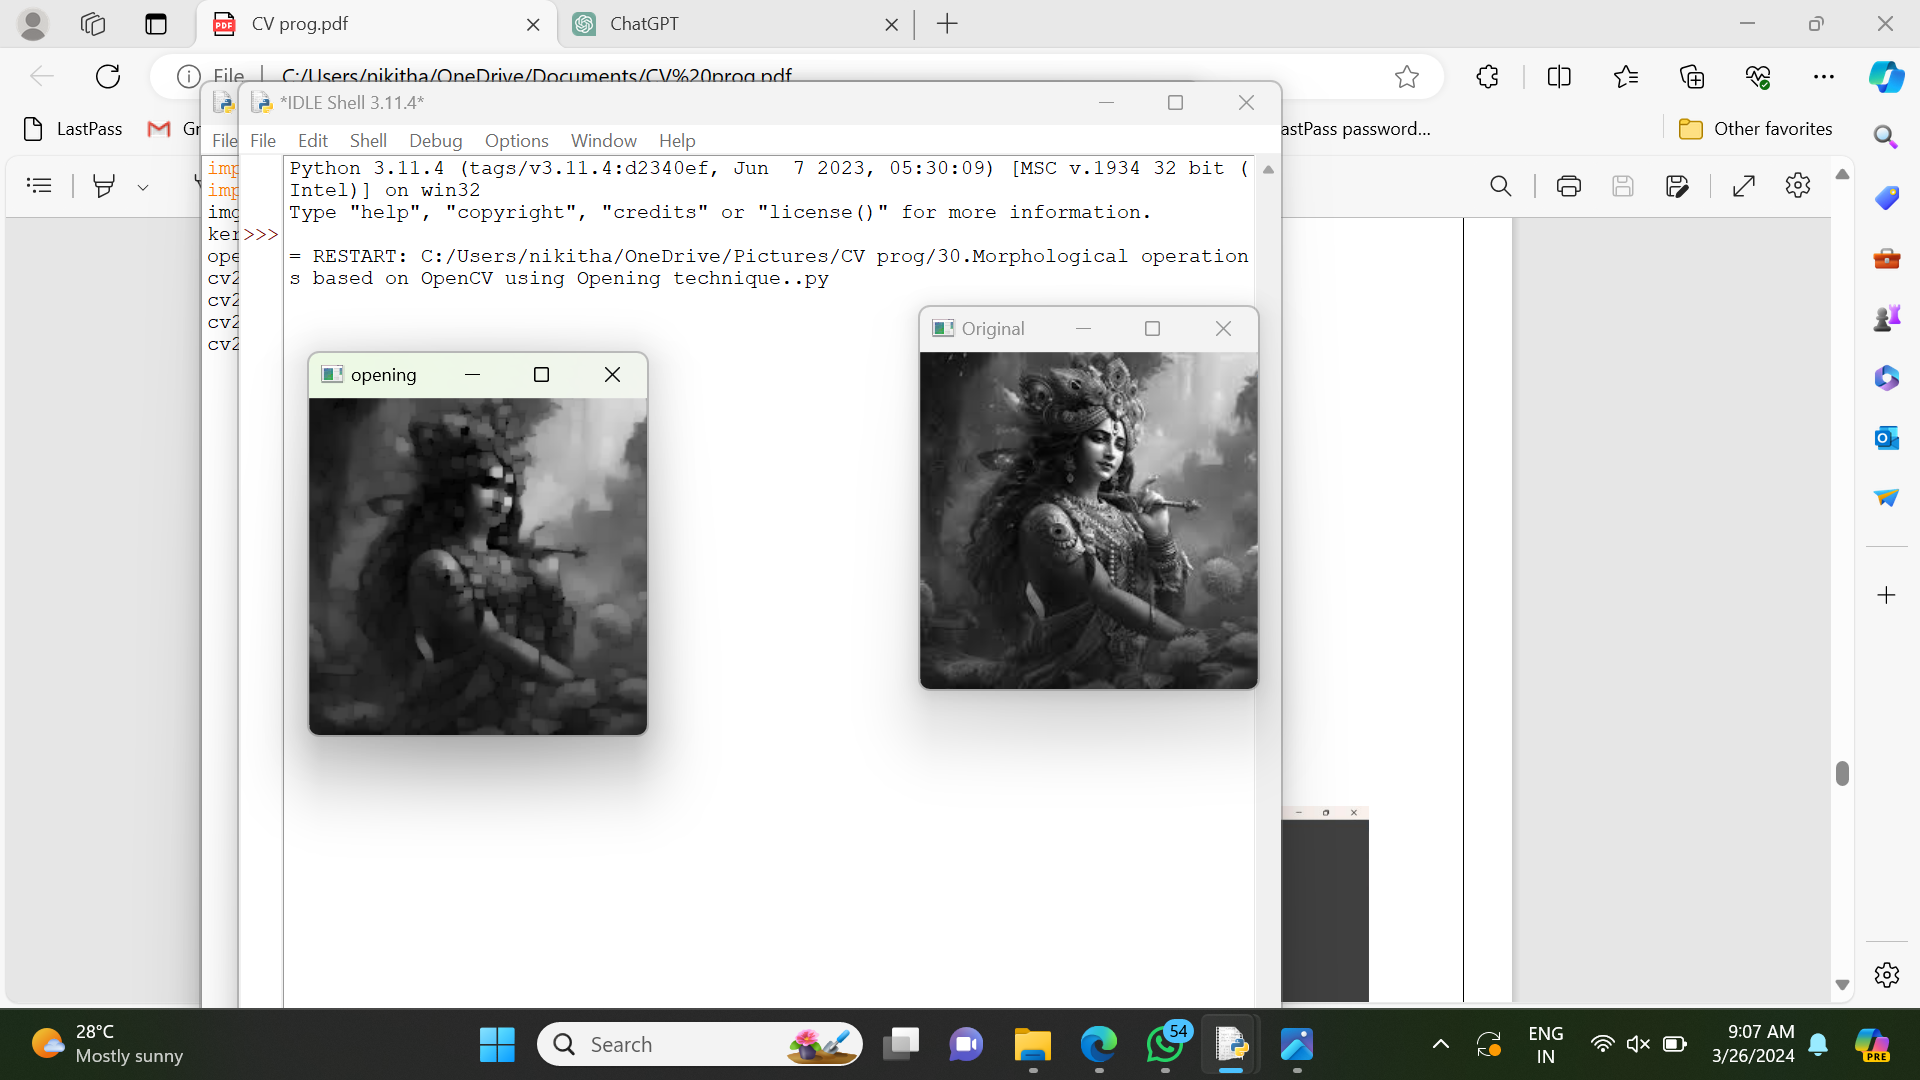 CV prog.pdf
ChatGPT
File
C:/Users/nikitha/OneDrive/Documents/CV%20prog.pdf
LastPass
astPass password...
Other favorites
*IDLE Shell 3.11.4*
File
File Edit Shell Debug Options Window Help
imp
imp
img
ker
ope
cv2
cv2
cv2
cv2
>>>
Python 3.11.4 (tags/v3.11.4:d2340ef, Jun  7 2023, 05:30:09) [MSC v.1934 32 bit (
Intel)] on win32
Type "help", "copyright", "credits" or "license()" for more information.
= RESTART: C:/Users/nikitha/OneDrive/Pictures/CV prog/30.Morphological operation
s based on OpenCV using Opening technique..py
Original
opening
28°C
Mostly sunny
Search
54
ENG
IN
9:07 AM
3/26/2024
PRE